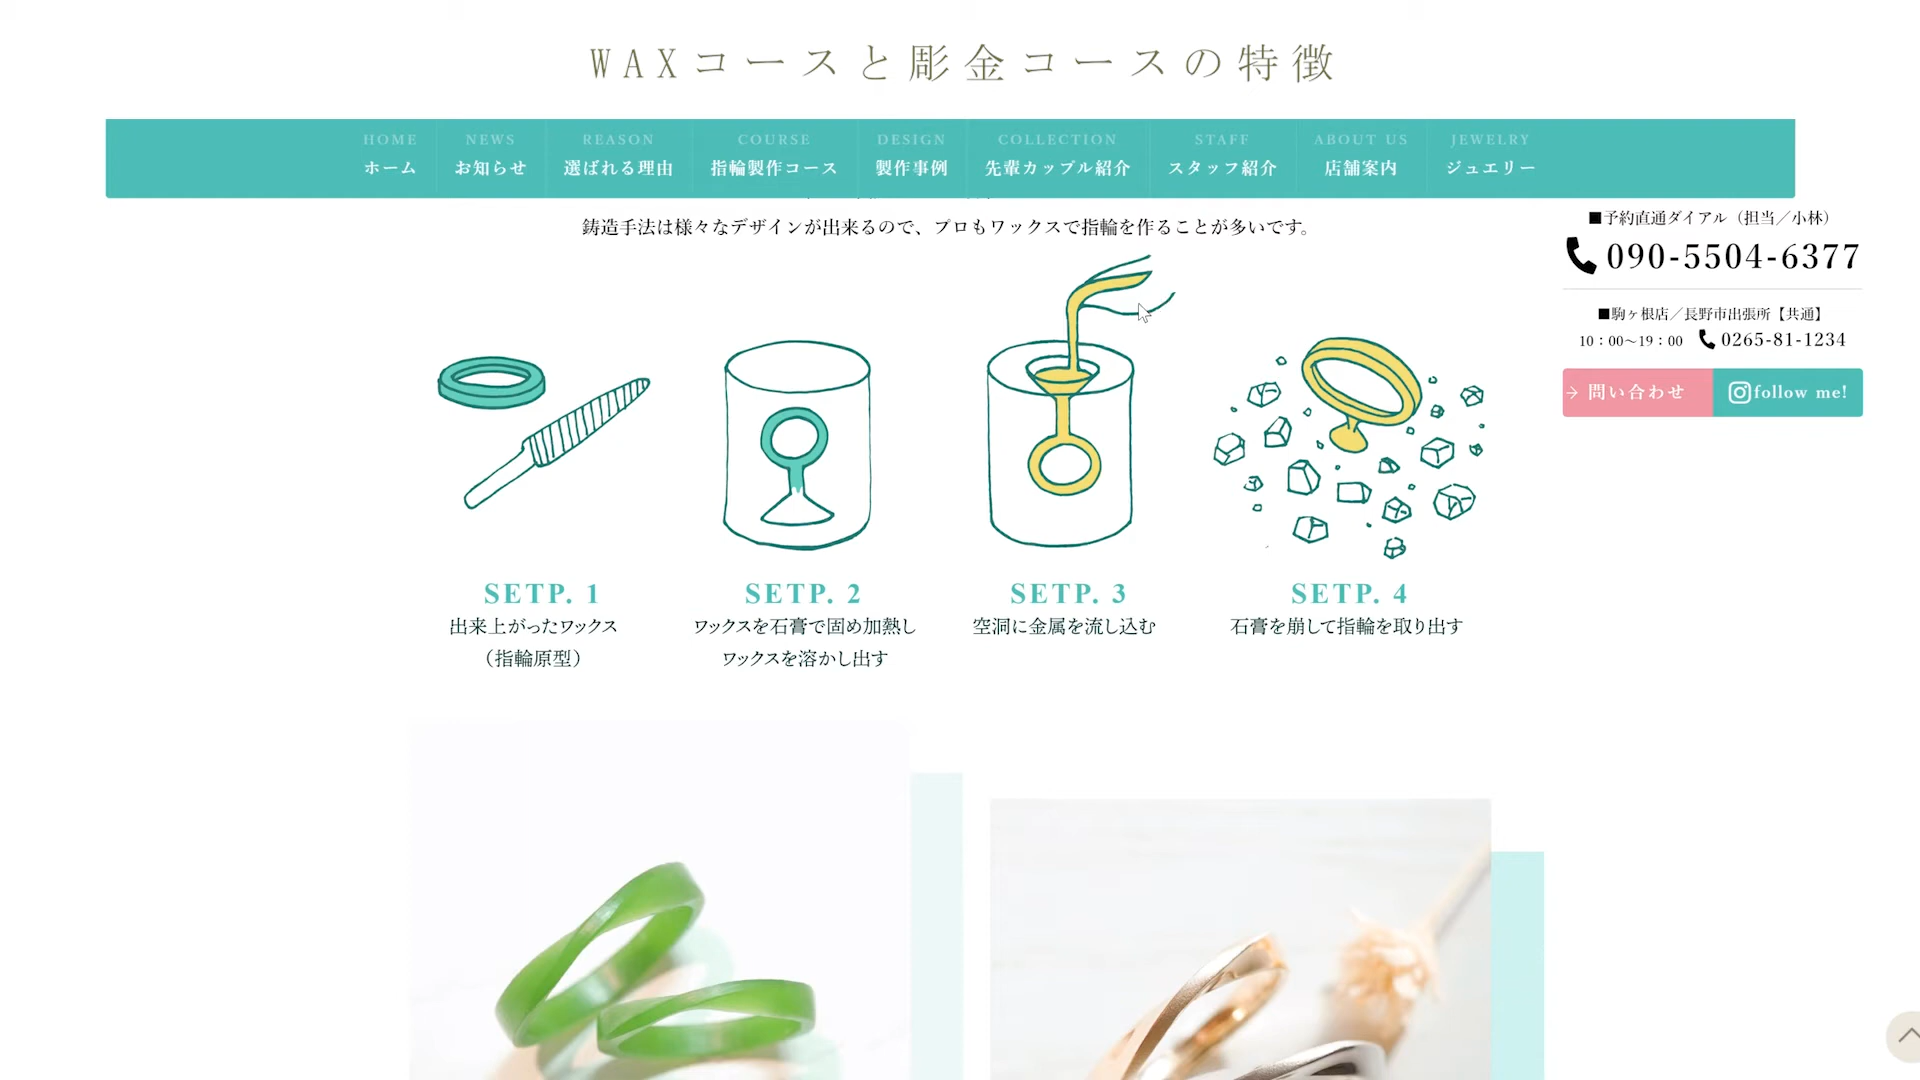 WAXコースと彫金コースの特徴
HOME
ホーム
NEWS
お知らせ
REASON
選ばれる理由
COURSE
指輪製作コース
DESIGN
製作事例
COLLECTION
先輩カップル紹介
STAFF
スタッフ紹介
ABOUT US
店舗案内
JEWELRY
ジュエリー
鋳造手法は様々なデザインが出来るので、プロもワックスで指輪を作ることが多いです。
■予約直通ダイアル（担当／小林）
090-5504-6377
■駒ヶ根店／長野市出張所【共通】
10：00～19：00 0265-81-1234
問い合わせ
follow me!
SETP. 1
出来上がったワックス
（指輪原型）
SETP. 2
ワックスを石膏で固め加熱し
ワックスを溶かし出す
SETP. 3
空洞に金属を流し込む
SETP. 4
石膏を崩して指輪を取り出す